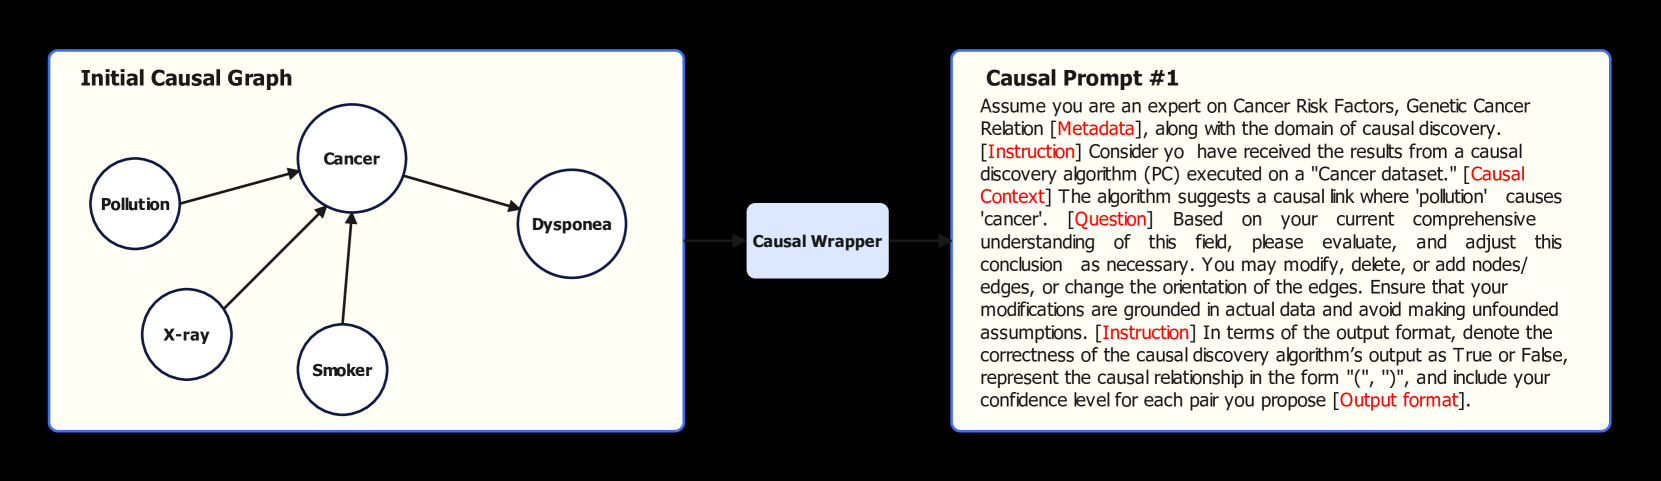 Initial Causal Graph
Cancer
Pollution
Dysponea
X-ray
Smoker
Causal Wrapper
Causal Prompt #1
Assume you are an expert on Cancer Risk Factors, Genetic Cancer
Relation [Metadata], along with the domain of causal discovery.
[Instruction] Consider yo have received the results from a causal
discovery algorithm (PC) executed on a "Cancer dataset." [Causal
Context] The algorithm suggests a causal link where 'pollution' causes
'cancer'. [Question] Based on your current comprehensive
understanding of this field, please evaluate, and adjust this
conclusion as necessary. You may modify, delete, or add nodes/
edges, or change the orientation of the edges. Ensure that your
modifications are grounded in actual data and avoid making unfounded
assumptions. [Instruction] In terms of the output format, denote the
correctness of the causal discovery algorithm’s output as True or False,
represent the causal relationship in the form "(", ")", and include your
confidence level for each pair you propose [Output format].